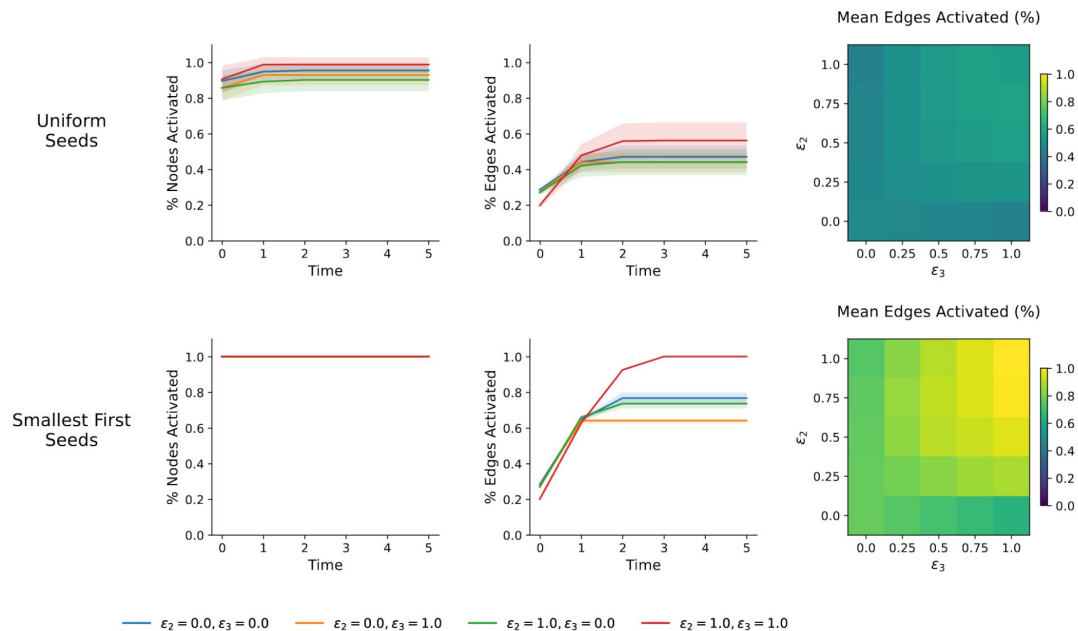 Mean Edges Activated (%)
Uniform
Seeds
% Nodes Activated
1.0
0.8
0.6
0.4
0.2
0.0
0 1 2 3 4 5
Time
% Edges Activated
1.0
0.8
0.6
0.4
0.2
0.0
0 1 2 3 4 5
Time
ε₂
1.0
0.75
0.5
0.25
0.0
0.0 0.25 0.5 0.75 1.0
ε₃
1.0
0.8
0.6
0.4
0.2
0.0
Mean Edges Activated (%)
Smallest First
Seeds
% Nodes Activated
1.0
0.8
0.6
0.4
0.2
0.0
0 1 2 3 4 5
Time
% Edges Activated
1.0
0.8
0.6
0.4
0.2
0.0
0 1 2 3 4 5
Time
ε₂
1.0
0.75
0.5
0.25
0.0
0.0 0.25 0.5 0.75 1.0
ε₃
1.0
0.8
0.6
0.4
0.2
0.0
ε₂ = 0.0, ε₃ = 0.0 ε₂ = 0.0, ε₃ = 1.0 ε₂ = 1.0, ε₃ = 0.0 ε₂ = 1.0, ε₃ = 1.0